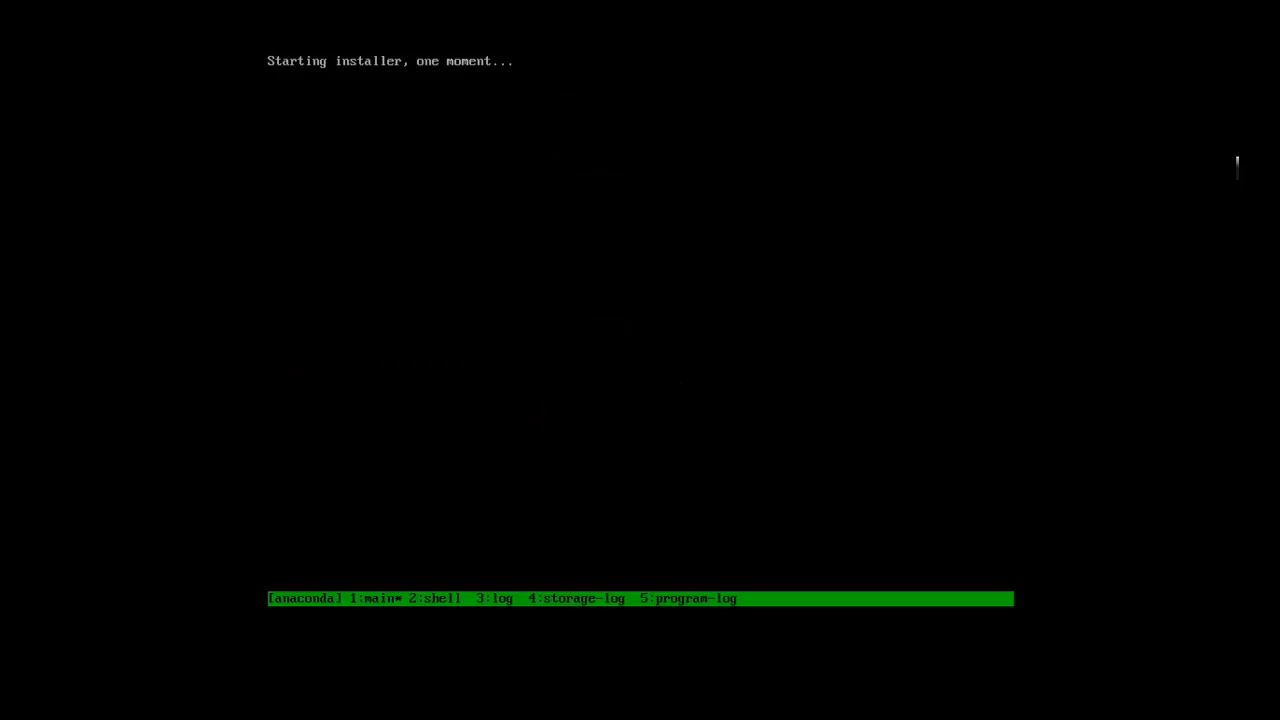 Starting installer, one moment...
[anaconda] 1:main* 2:shell  3:log  4:storage-log  5:program-log